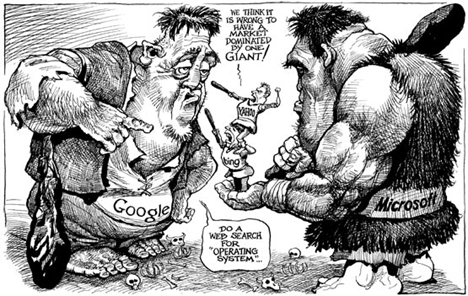 WE THINK IT
IS WRONG TO
HAVE A
MARKET
DOMINATED
BY ONE
GIANT!
YAHOO!
bing
Google
Microsoft
DO A
WEB SEARCH
FOR
"OPERATING
SYSTEM"...